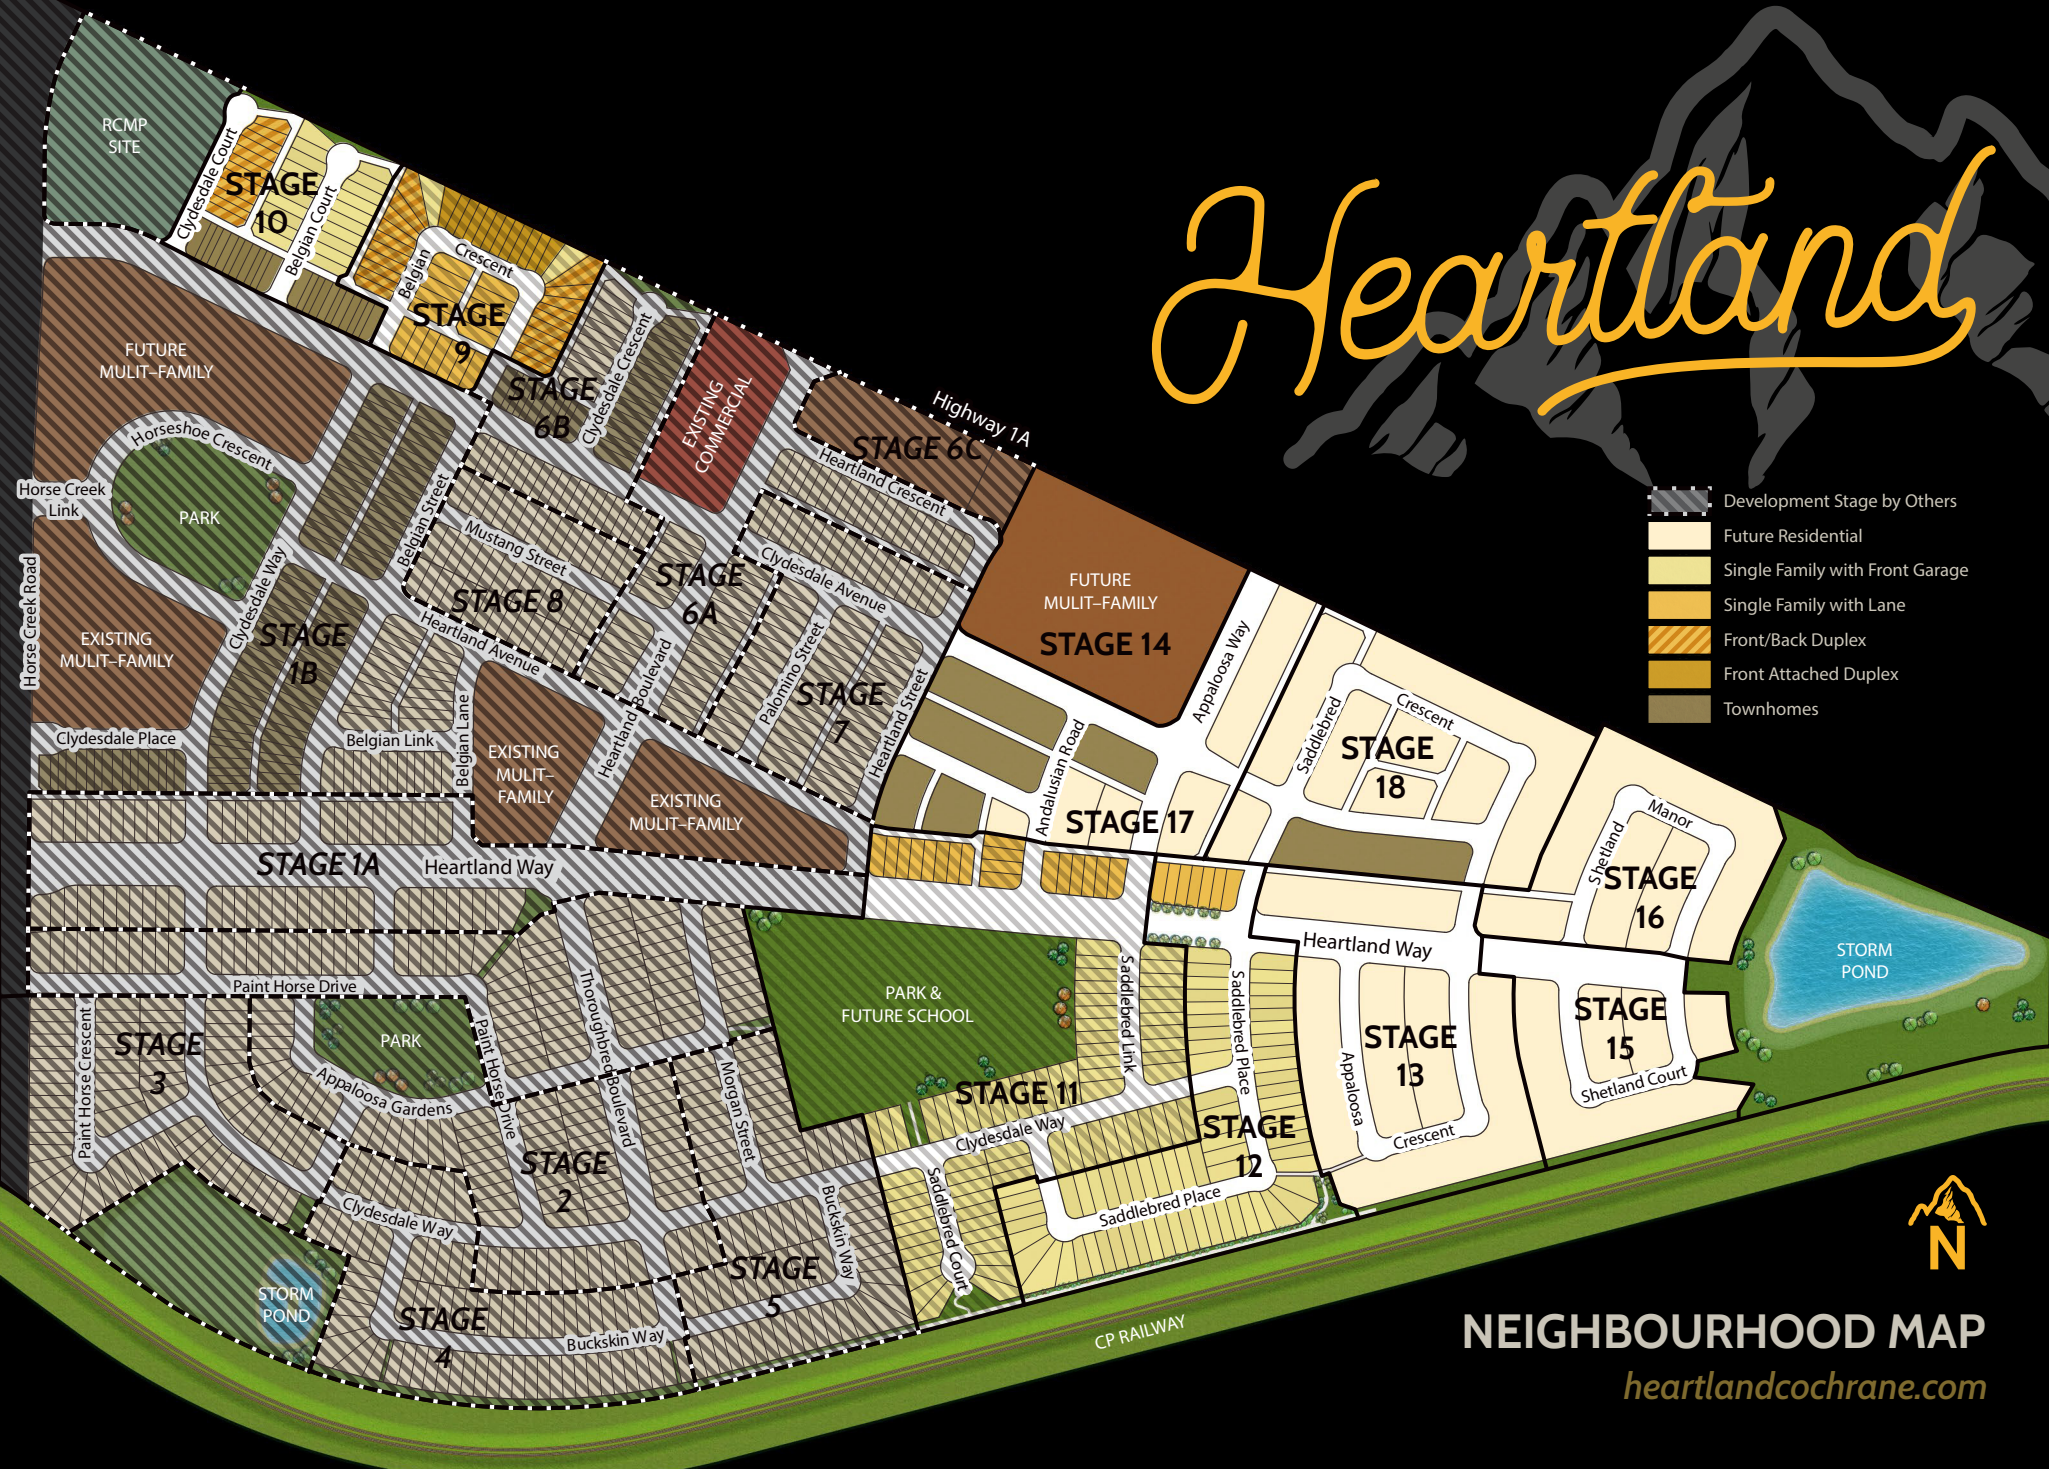 Heartland
Development Stage by Others
Future Residential
Single Family with Front Garage
Single Family with Lane
Front/Back Duplex
Front Attached Duplex
Townhomes
RCMP
SITE
Clydesdale Court
STAGE
10
Belgian Court
Belgian
Crescent
STAGE
9
FUTURE
MULIT–FAMILY
STAGE
6B
Clydesdale Crescent
EXISTING
COMMERCIAL
Highway 1A
STAGE 6C
Heartland Crescent
Horseshoe Crescent
Horse Creek
Link
PARK
Belgian Street
Mustang Street
STAGE 8
STAGE
6A
Clydesdale Avenue
Horse Creek Road
EXISTING
MULIT–FAMILY
Clydesdale Way
STAGE
1B
Heartland Avenue
Heartland Boulevard
Palomino Street
STAGE
7
Heartland Street
FUTURE
MULIT–FAMILY
STAGE 14
Appaloosa Way
Clydesdale Place
Belgian Link
Belgian Lane
EXISTING
MULIT–
FAMILY
EXISTING
MULIT–FAMILY
Andalusian Road
STAGE 17
Saddlebred
Crescent
STAGE
18
Shetland
Manor
STAGE
16
STAGE 1A
Heartland Way
Heartland Way
STORM
POND
Paint Horse Drive
Thoroughbred Boulevard
PARK &
FUTURE SCHOOL
Saddlebred Link
Saddlebred Place
STAGE
15
Shetland Court
STAGE
13
Appaloosa
Crescent
Paint Horse Crescent
STAGE
3
PARK
Appaloosa Gardens
Paint Horse Drive
Morgan Street
STAGE 11
Clydesdale Way
STAGE
12
Saddlebred Place
STAGE
2
Clydesdale Way
Buckskin Way
Saddlebred Court
STAGE
5
STORM
POND
STAGE
4
Buckskin Way
CP RAILWAY
N
NEIGHBOURHOOD MAP
heartlandcochrane.com